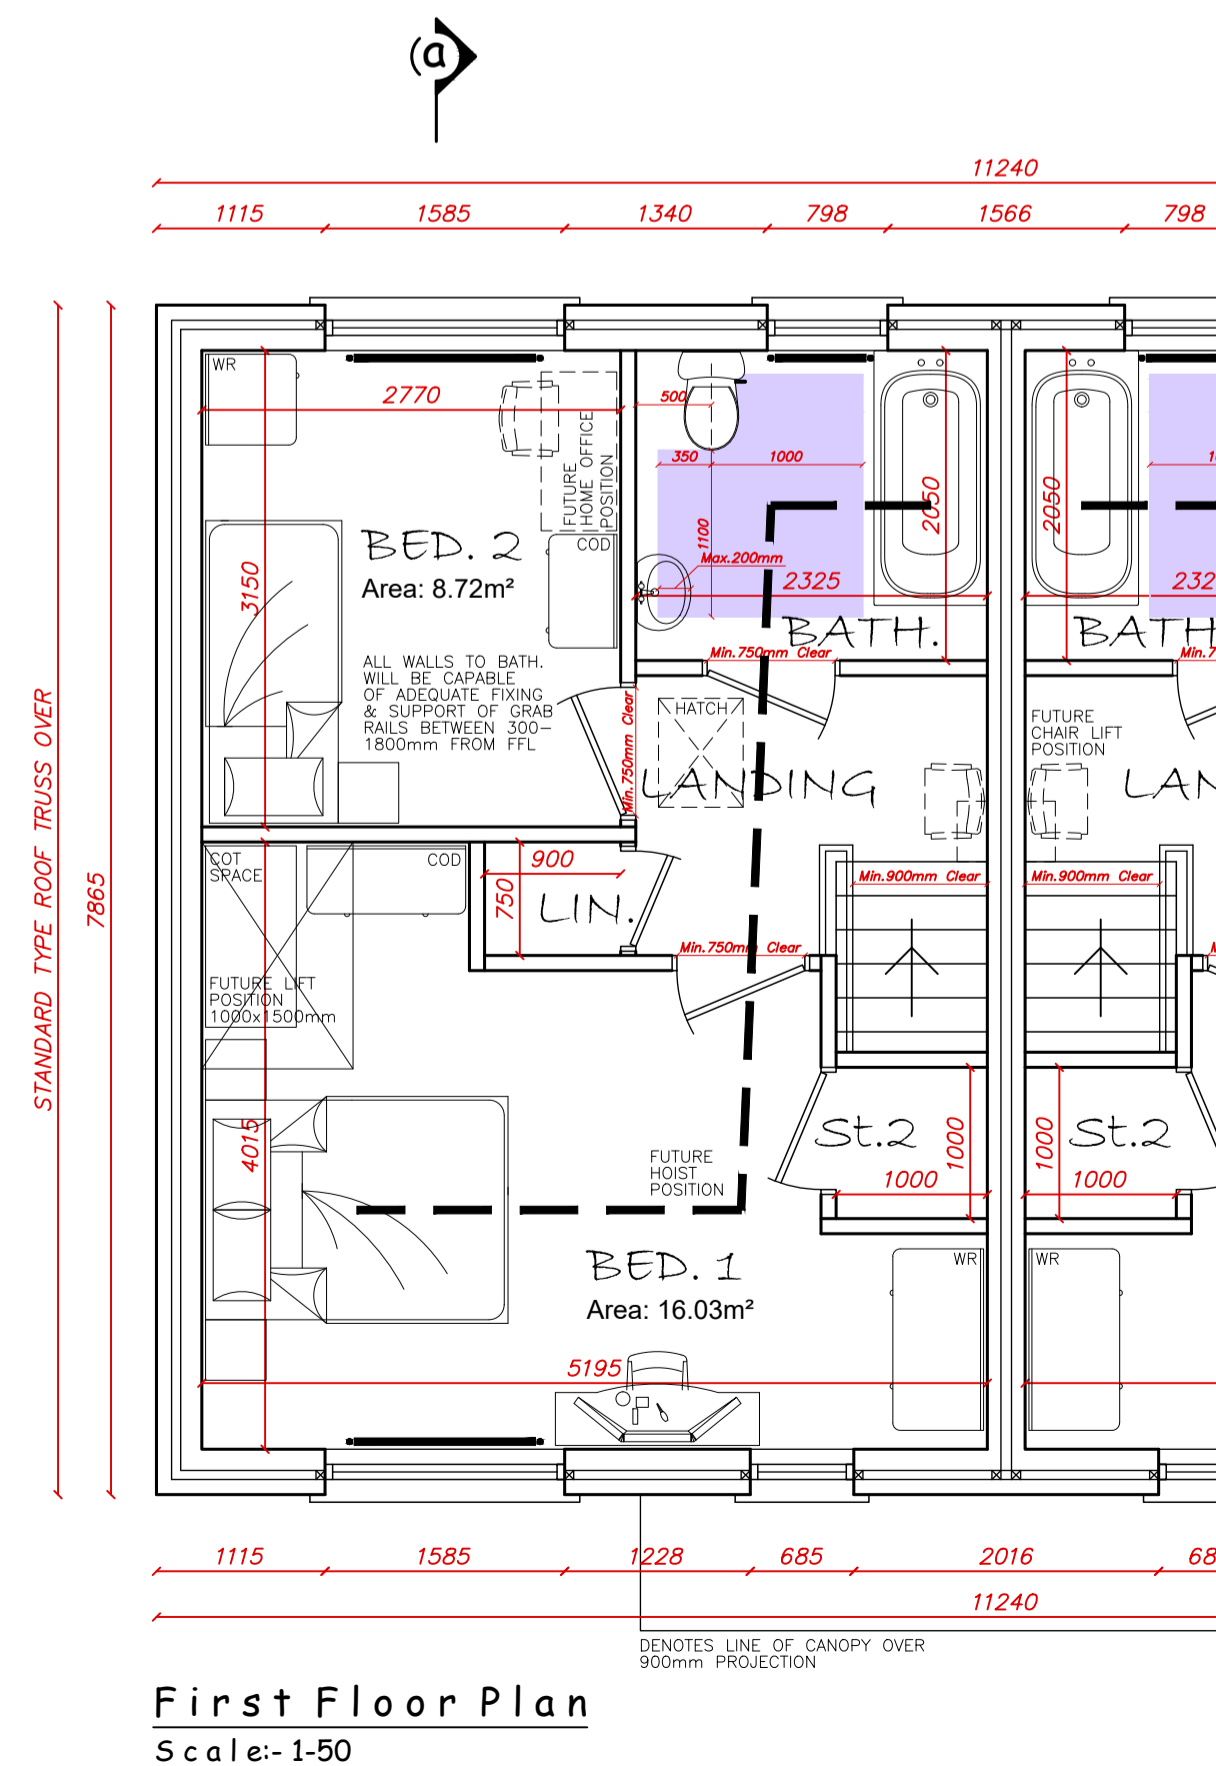 (a)
11240
1115 1585 1340 798 1566 798
WR
2770
500
350 1000
FUTURE
HOME OFFICE
POSITION
COD
BED. 2
Area: 8.72m²
3150
1100
Max.200mm
2325
2050
BATH.
2050
232
BATH
Min.750mm Clear
Min.7
ALL WALLS TO BATH.
WILL BE CAPABLE
OF ADEQUATE FIXING
& SUPPORT OF GRAB
RAILS BETWEEN 300-
1800mm FROM FFL
Min.750mm Clear
HATCH
LANDING
FUTURE
CHAIR LIFT
POSITION
LAN
STANDARD TYPE ROOF TRUSS OVER
7865
COT
SPACE
COD
900
750
LIN.
Min.900mm Clear
Min.900mm Clear
Min.750mm Clear
FUTURE LIFT
POSITION
1000x1500mm
4015
St.2
1000
1000
St.2
1000
1000
FUTURE
HOIST
POSITION
BED. 1
Area: 16.03m²
WR
WR
5195
1115 1585 1228 685 2016 68
11240
DENOTES LINE OF CANOPY OVER
900mm PROJECTION
First Floor Plan
Scale:- 1-50